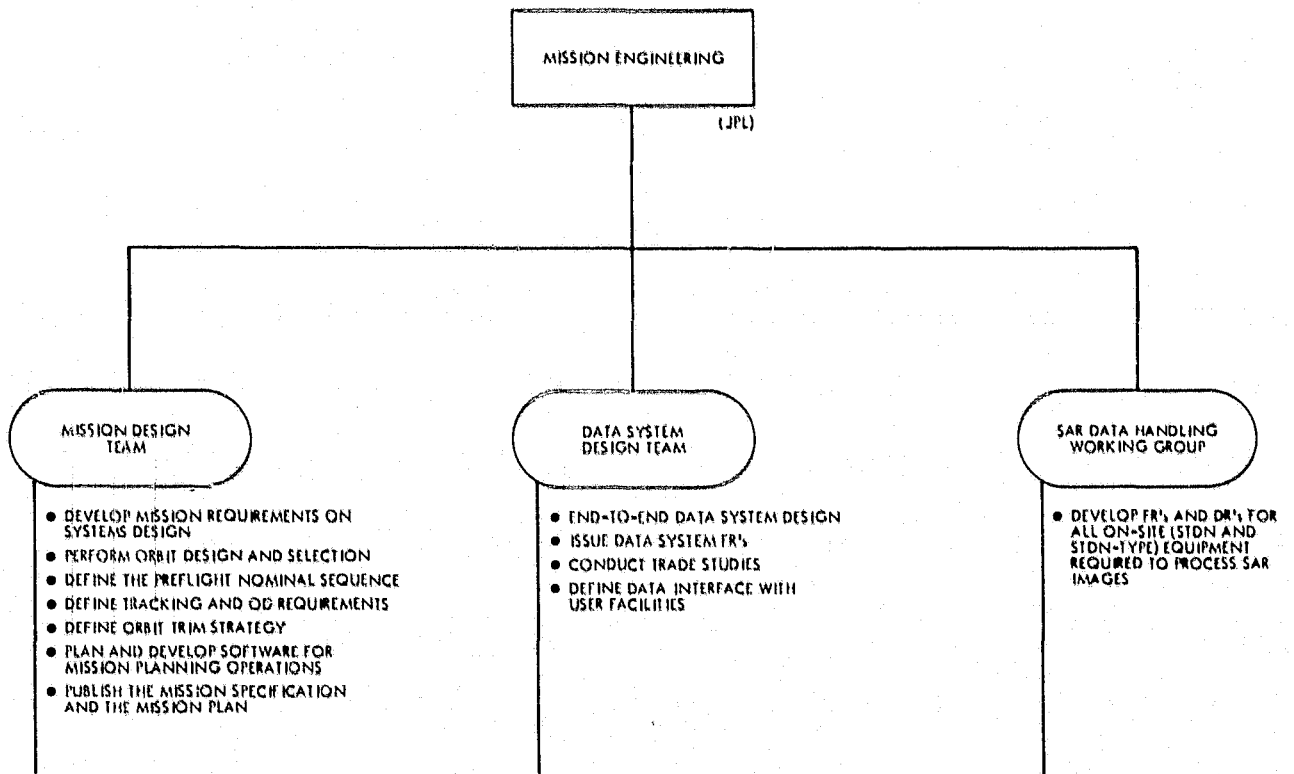 MISSION ENGINEERING
(JPL)
MISSION DESIGN
TEAM
● DEVELOP MISSION REQUIREMENTS ON
SYSTEMS DESIGN
● PERFORM ORBIT DESIGN AND SELECTION
● DEFINE THE PREFLIGHT NOMINAL SEQUENCE
● DEFINE TRACKING AND OD REQUIREMENTS
● DEFINE ORBIT TRIM STRATEGY
● PLAN AND DEVELOP SOFTWARE FOR
MISSION PLANNING OPERATIONS
● PUBLISH THE MISSION SPECIFICATION
AND THE MISSION PLAN
DATA SYSTEM
DESIGN TEAM
● END-TO-END DATA SYSTEM DESIGN
● ISSUE DATA SYSTEM FR's
● CONDUCT TRADE STUDIES
● DEFINE DATA INTERFACE WITH
USER FACILITIES
SAR DATA HANDLING
WORKING GROUP
● DEVELOP FR's AND DR's FOR
ALL ON-SITE (STDN AND
STDN-TYPE) EQUIPMENT
REQUIRED TO PROCESS SAR
IMAGES